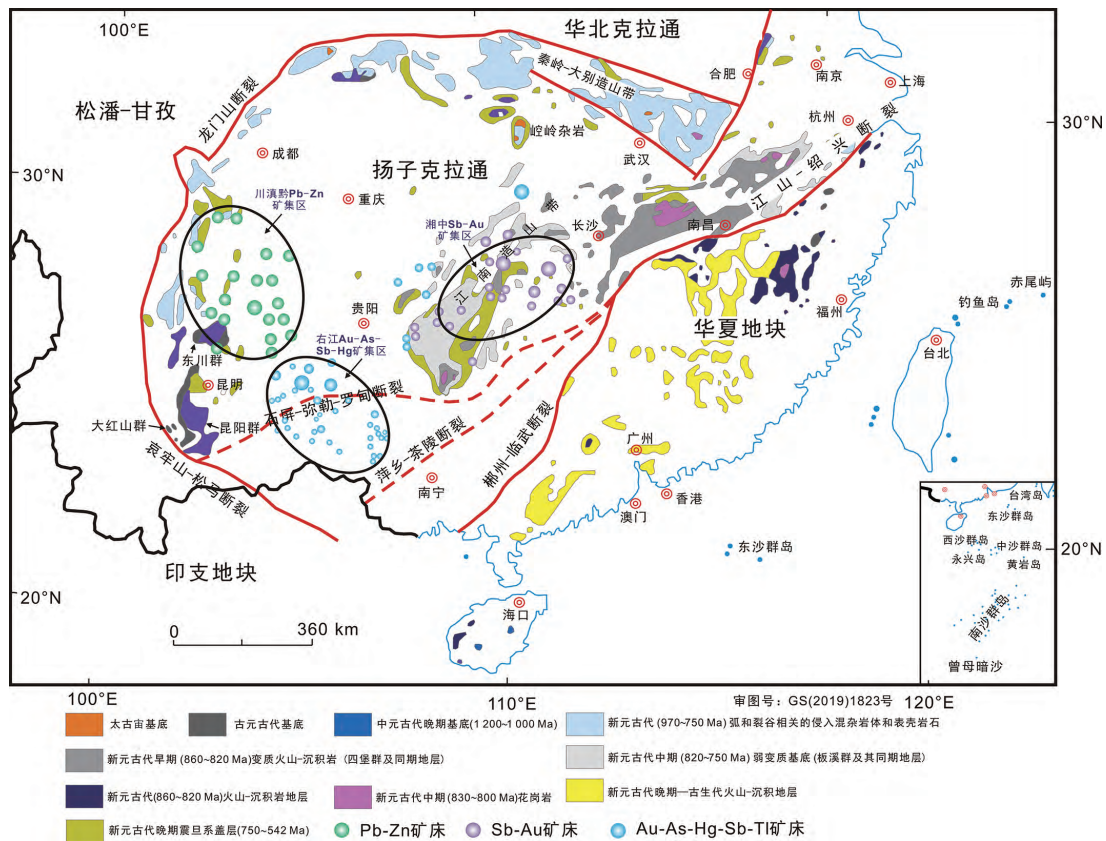 100°E
华北克拉通
秦岭-大别造山带
合肥
南京
上海
松潘-甘孜
龙门山断裂
崆岭杂岩
杭州
30°N
武汉
江山-绍兴断裂
成都
扬子克拉通
30°N
川滇黔Pb-Zn
矿集区
重庆
湘中Sb-Au
矿集区
江南造山带
长沙
南昌
赤尾屿
钓鱼岛
贵阳
华夏地块
福州
台北
右江Au-As-
Sb-Hg矿集区
东川群
昆明
石屏-弥勒-罗甸断裂
大红山群
昆阳群
萍乡-茶陵断裂
郴州-临武断裂
广州
哀牢山-松马断裂
南宁
香港
澳门
台湾岛
东沙群岛
东沙群岛
西沙群岛
中沙群岛
永兴岛
黄岩岛
20°N
印支地块
20°N
海口
南沙群岛
0
360 km
曾母暗沙
100°E
110°E
审图号：GS(2019)1823号
120°E
太古宙基底
古元古代基底
中元古代晚期基底(1 200~1 000 Ma)
新元古代(970~750 Ma) 弧和裂谷相关的侵入混杂岩体和表壳岩石
新元古代早期(860~820 Ma)变质火山-沉积岩 (四堡群及同期地层)
新元古代中期(820~750 Ma) 弱变质基底(板溪群及其同期地层)
新元古代(860~820 Ma)火山-沉积岩地层
新元古代中期(830~800 Ma)花岗岩
新元古代晚期—古生代火山-沉积地层
新元古代晚期震旦系盖层(750~542 Ma)
Pb-Zn矿床
Sb-Au矿床
Au-As-Hg-Sb-Tl矿床